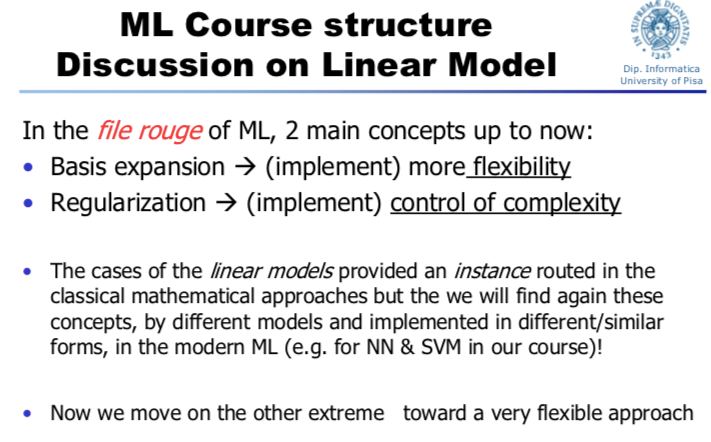 ML Course structure
Discussion on Linear Model
IN SUPREMÆ DIGNITATIS
1343
Dip. Informatica
University of Pisa
In the file rouge of ML, 2 main concepts up to now:
• Basis expansion → (implement) more flexibility
• Regularization → (implement) control of complexity
• The cases of the linear models provided an instance routed in the
classical mathematical approaches but the we will find again these
concepts, by different models and implemented in different/similar
forms, in the modern ML (e.g. for NN & SVM in our course)!
• Now we move on the other extreme toward a very flexible approach